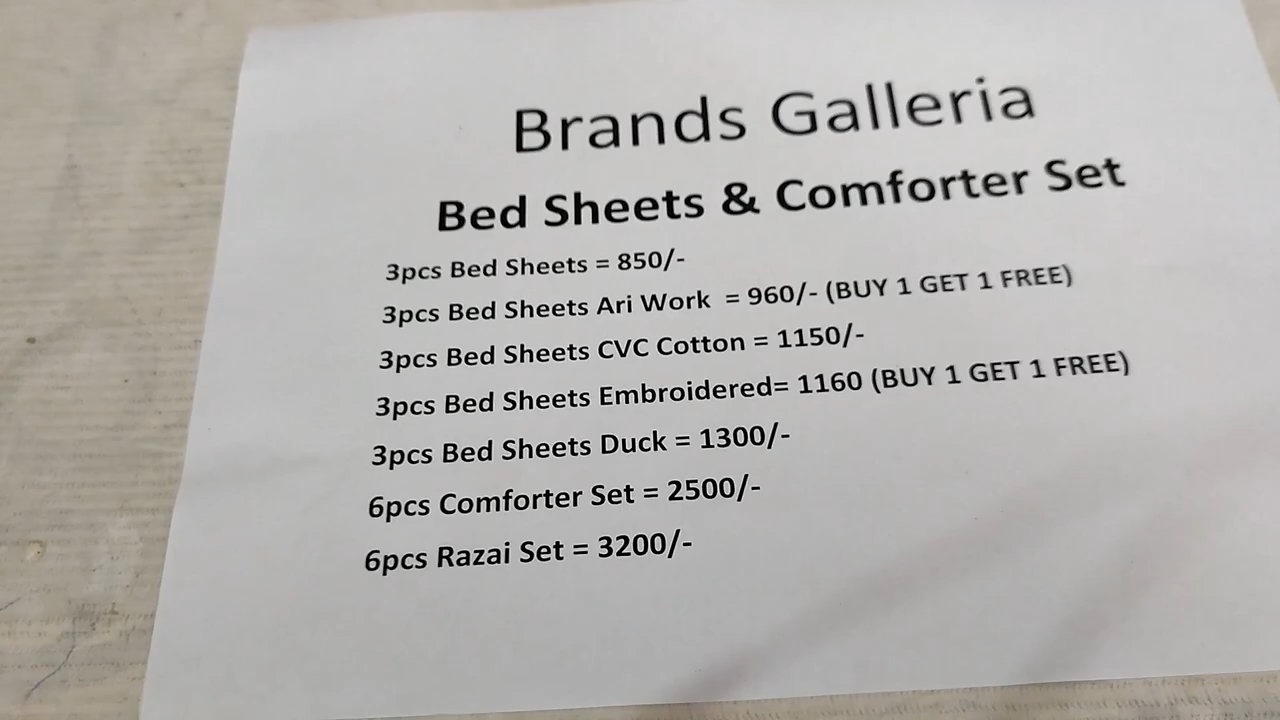 Brands Galleria
Bed Sheets & Comforter Set
3pcs Bed Sheets = 850/-
3pcs Bed Sheets Ari Work = 960/- (BUY 1 GET 1 FREE)
3pcs Bed Sheets CVC Cotton = 1150/-
3pcs Bed Sheets Embroidered= 1160 (BUY 1 GET 1 FREE)
3pcs Bed Sheets Duck = 1300/-
6pcs Comforter Set = 2500/-
6pcs Razai Set = 3200/-